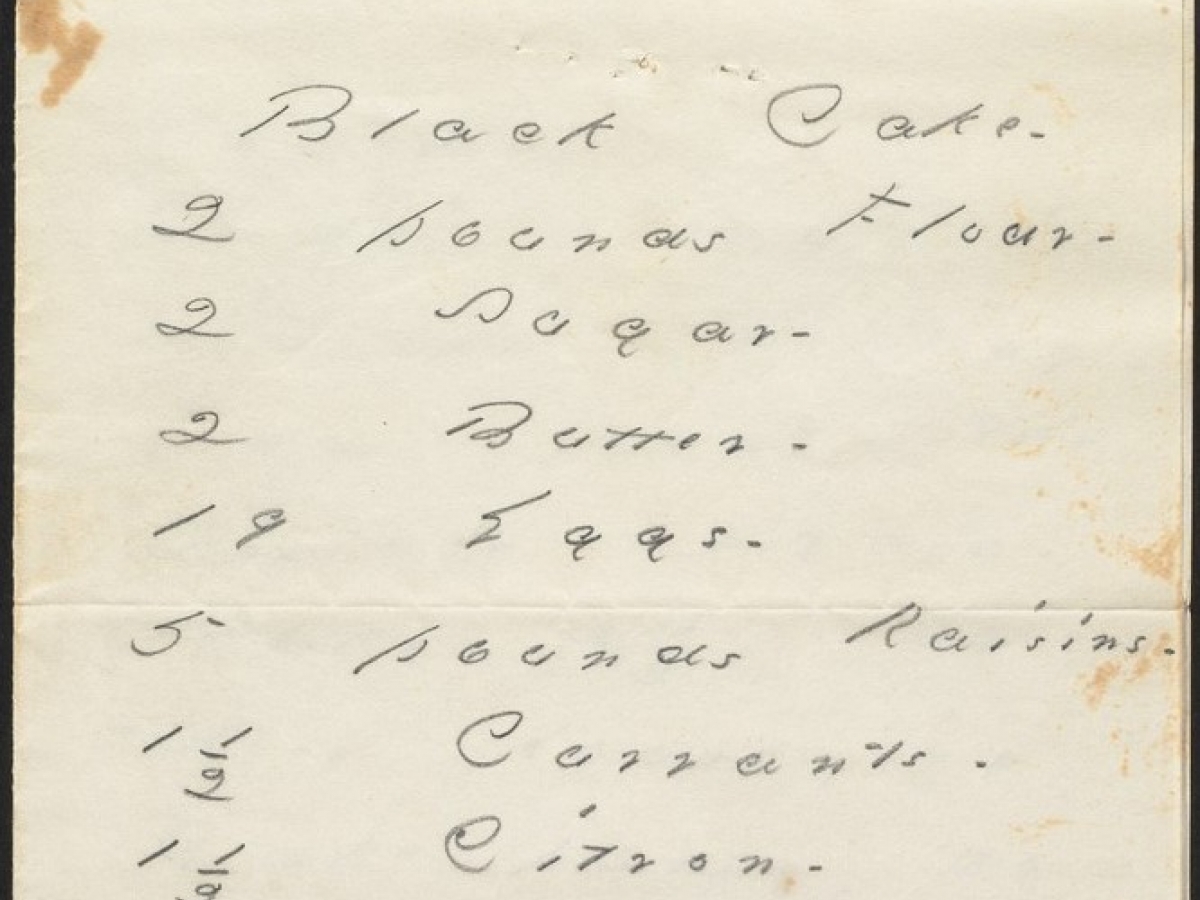 Black Cake-
2 pounds Flour-
2 Sugar-
2 Butter-
19 Eggs-
5 pounds Raisins-
1 1/2 Currants.
1 1/2 Citron-